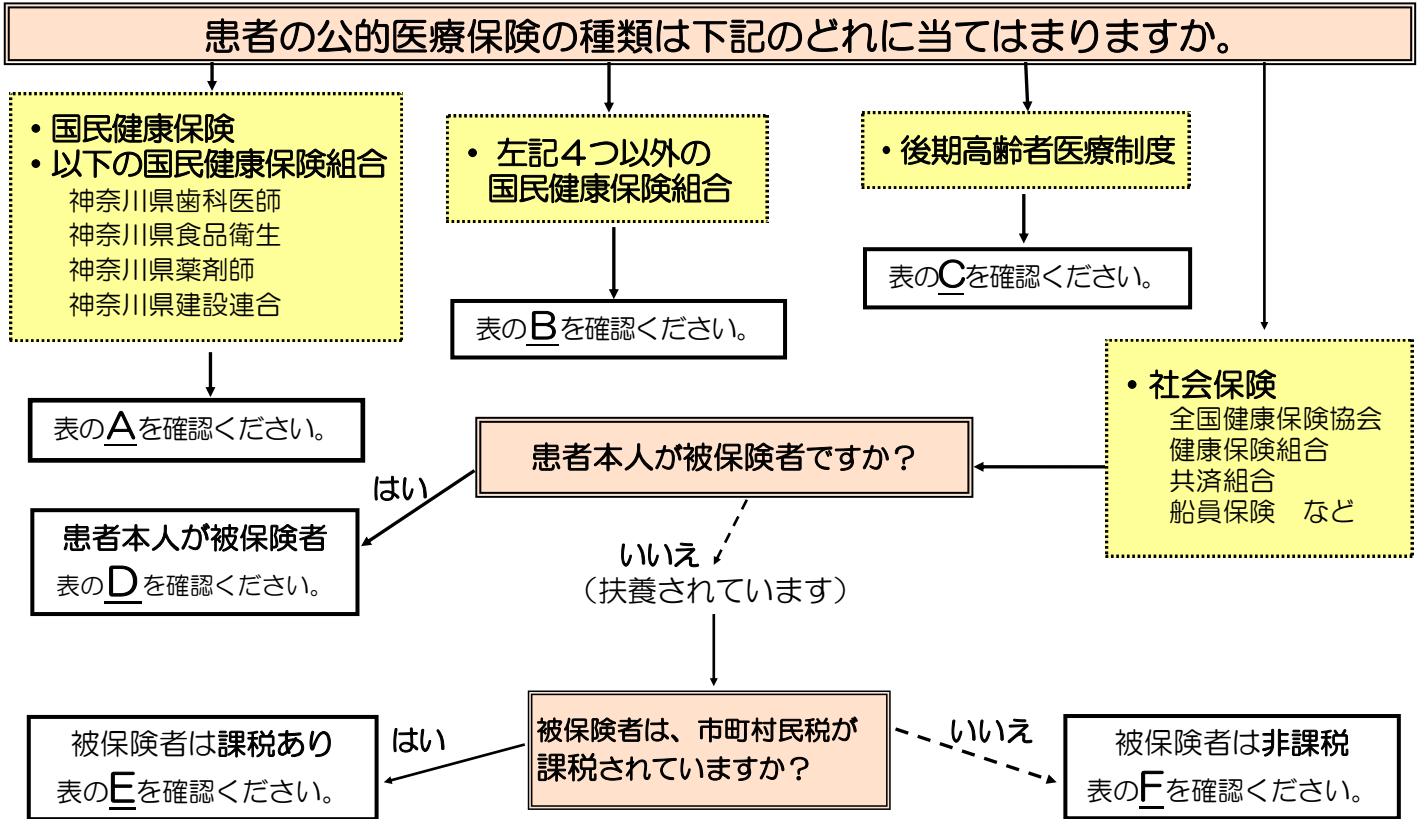 患者の公的医療保険の種類は下記のどれに当てはまりますか。
・国民健康保険
・以下の国民健康保険組合
神奈川県歯科医師
神奈川県食品衛生
神奈川県薬剤師
神奈川県建設連合
表のAを確認ください。
・左記４つ以外の
国民健康保険組合
表のBを確認ください。
・後期高齢者医療制度
表のCを確認ください。
・社会保険
全国健康保険協会
健康保険組合
共済組合
船員保険　など
患者本人が被保険者ですか？
はい
患者本人が被保険者
表のDを確認ください。
いいえ
（扶養されています）
被保険者は、市町村民税が
課税されていますか？
はい
被保険者は課税あり
表のEを確認ください。
いいえ
被保険者は非課税
表のFを確認ください。